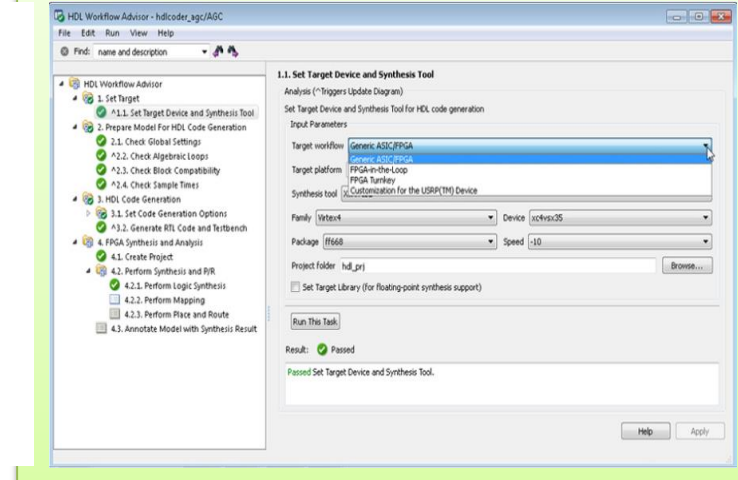 HDL Workflow Advisor - hdlcoder_agc/AGC
File Edit Run View Help
Find: name and description
HDL Workflow Advisor
1. Set Target
^1.1. Set Target Device and Synthesis Tool
2. Prepare Model For HDL Code Generation
2.1. Check Global Settings
^2.2. Check Algebraic Loops
^2.3. Check Block Compatibility
^2.4. Check Sample Times
3. HDL Code Generation
3.1. Set Code Generation Options
^3.2. Generate RTL Code and Testbench
4. FPGA Synthesis and Analysis
4.1. Create Project
4.2. Perform Synthesis and P/R
4.2.1. Perform Logic Synthesis
4.2.2. Perform Mapping
4.2.3. Perform Place and Route
4.3. Annotate Model with Synthesis Result
1.1. Set Target Device and Synthesis Tool
Analysis (^Triggers Update Diagram)
Set Target Device and Synthesis Tool for HDL code generation
Input Parameters
Target workflow Generic ASIC/FPGA
Generic ASIC/FPGA
Target platform FPGA-in-the-Loop
FPGA Turnkey
Synthesis tool Customization for the USRP(TM) Device
Family Virtex4 Device xc4vsx35
Package ff668 Speed -10
Project folder hdl_prj Browse...
Set Target Library (for floating-point synthesis support)
Run This Task
Result: Passed
Passed Set Target Device and Synthesis Tool.
Help Apply